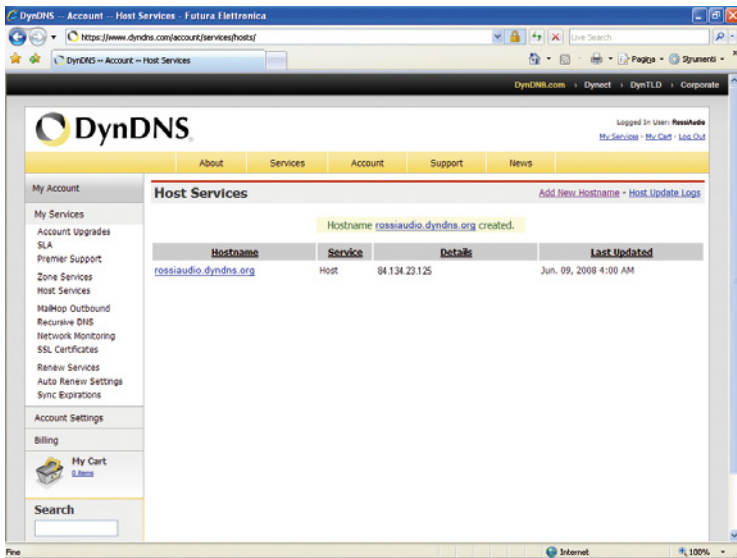 DynDNS -- Account -- Host Services - Futura Elettronica
https://www.dyndns.com/account/services/hosts/
Live Search
DynDNS -- Account -- Host Services
Pagina
Strumenti
DynDNS.com › Dynect › DynTLD › Corporate
DynDNS
Logged In User: RossiAudio
My Services - My Cart - Log Out
About Services Account Support News
My Account
Host Services
Add New Hostname - Host Update Logs
My Services
Hostname rossiaudio.dyndns.org created.
Account Upgrades
SLA
Premier Support
Hostname Service Details Last Updated
rossiaudio.dyndns.org Host 84.134.23.125 Jun. 09, 2008 4:00 AM
Zone Services
Host Services
MailHop Outbound
Recursive DNS
Network Monitoring
SSL Certificates
Renew Services
Auto Renew Settings
Sync Expirations
Account Settings
Billing
My Cart
0 items
Search
Fine
Internet
100%